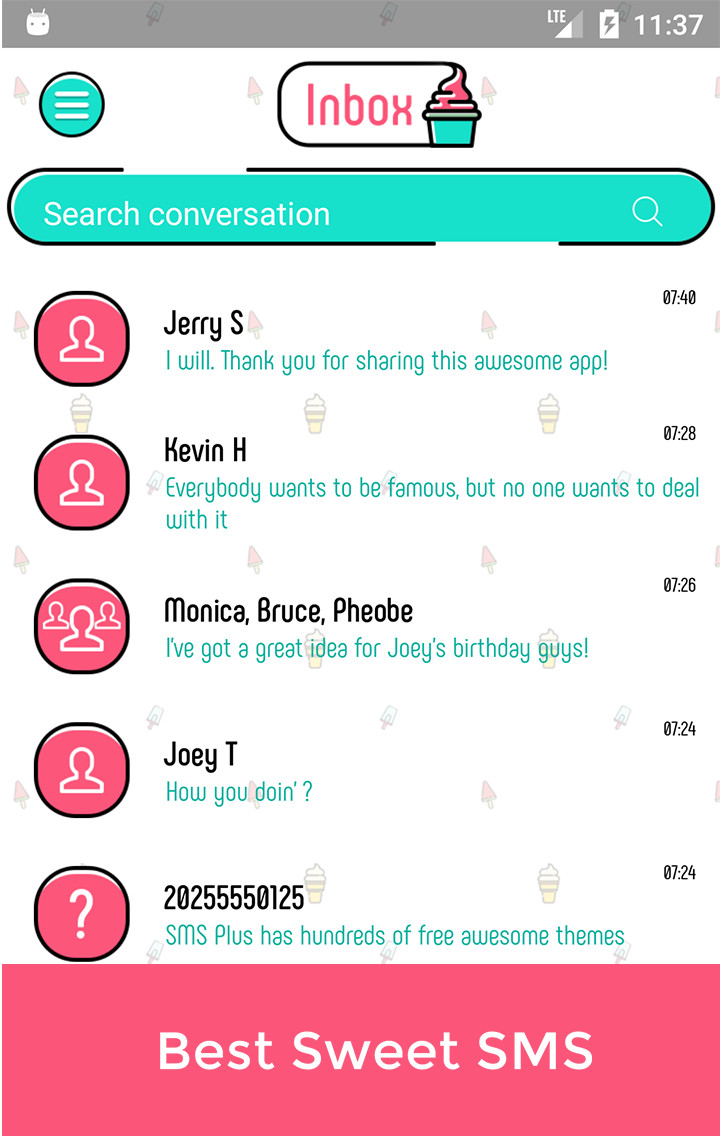 LTE 11:37
Inbox
Search conversation
07:40
Jerry S
I will. Thank you for sharing this awesome app!
07:28
Kevin H
Everybody wants to be famous, but no one wants to deal
with it
07:26
Monica, Bruce, Pheobe
I've got a great idea for Joey's birthday guys!
07:24
Joey T
How you doin' ?
07:24
20255550125
SMS Plus has hundreds of free awesome themes
Best Sweet SMS